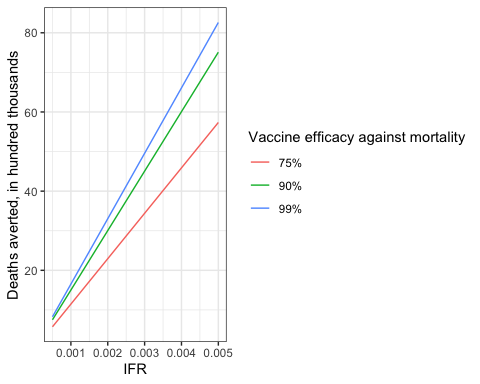 Deaths averted, in hundred thousands
80
60
40
20
0.001 0.002 0.003 0.004 0.005
IFR
Vaccine efficacy against mortality
75%
90%
99%